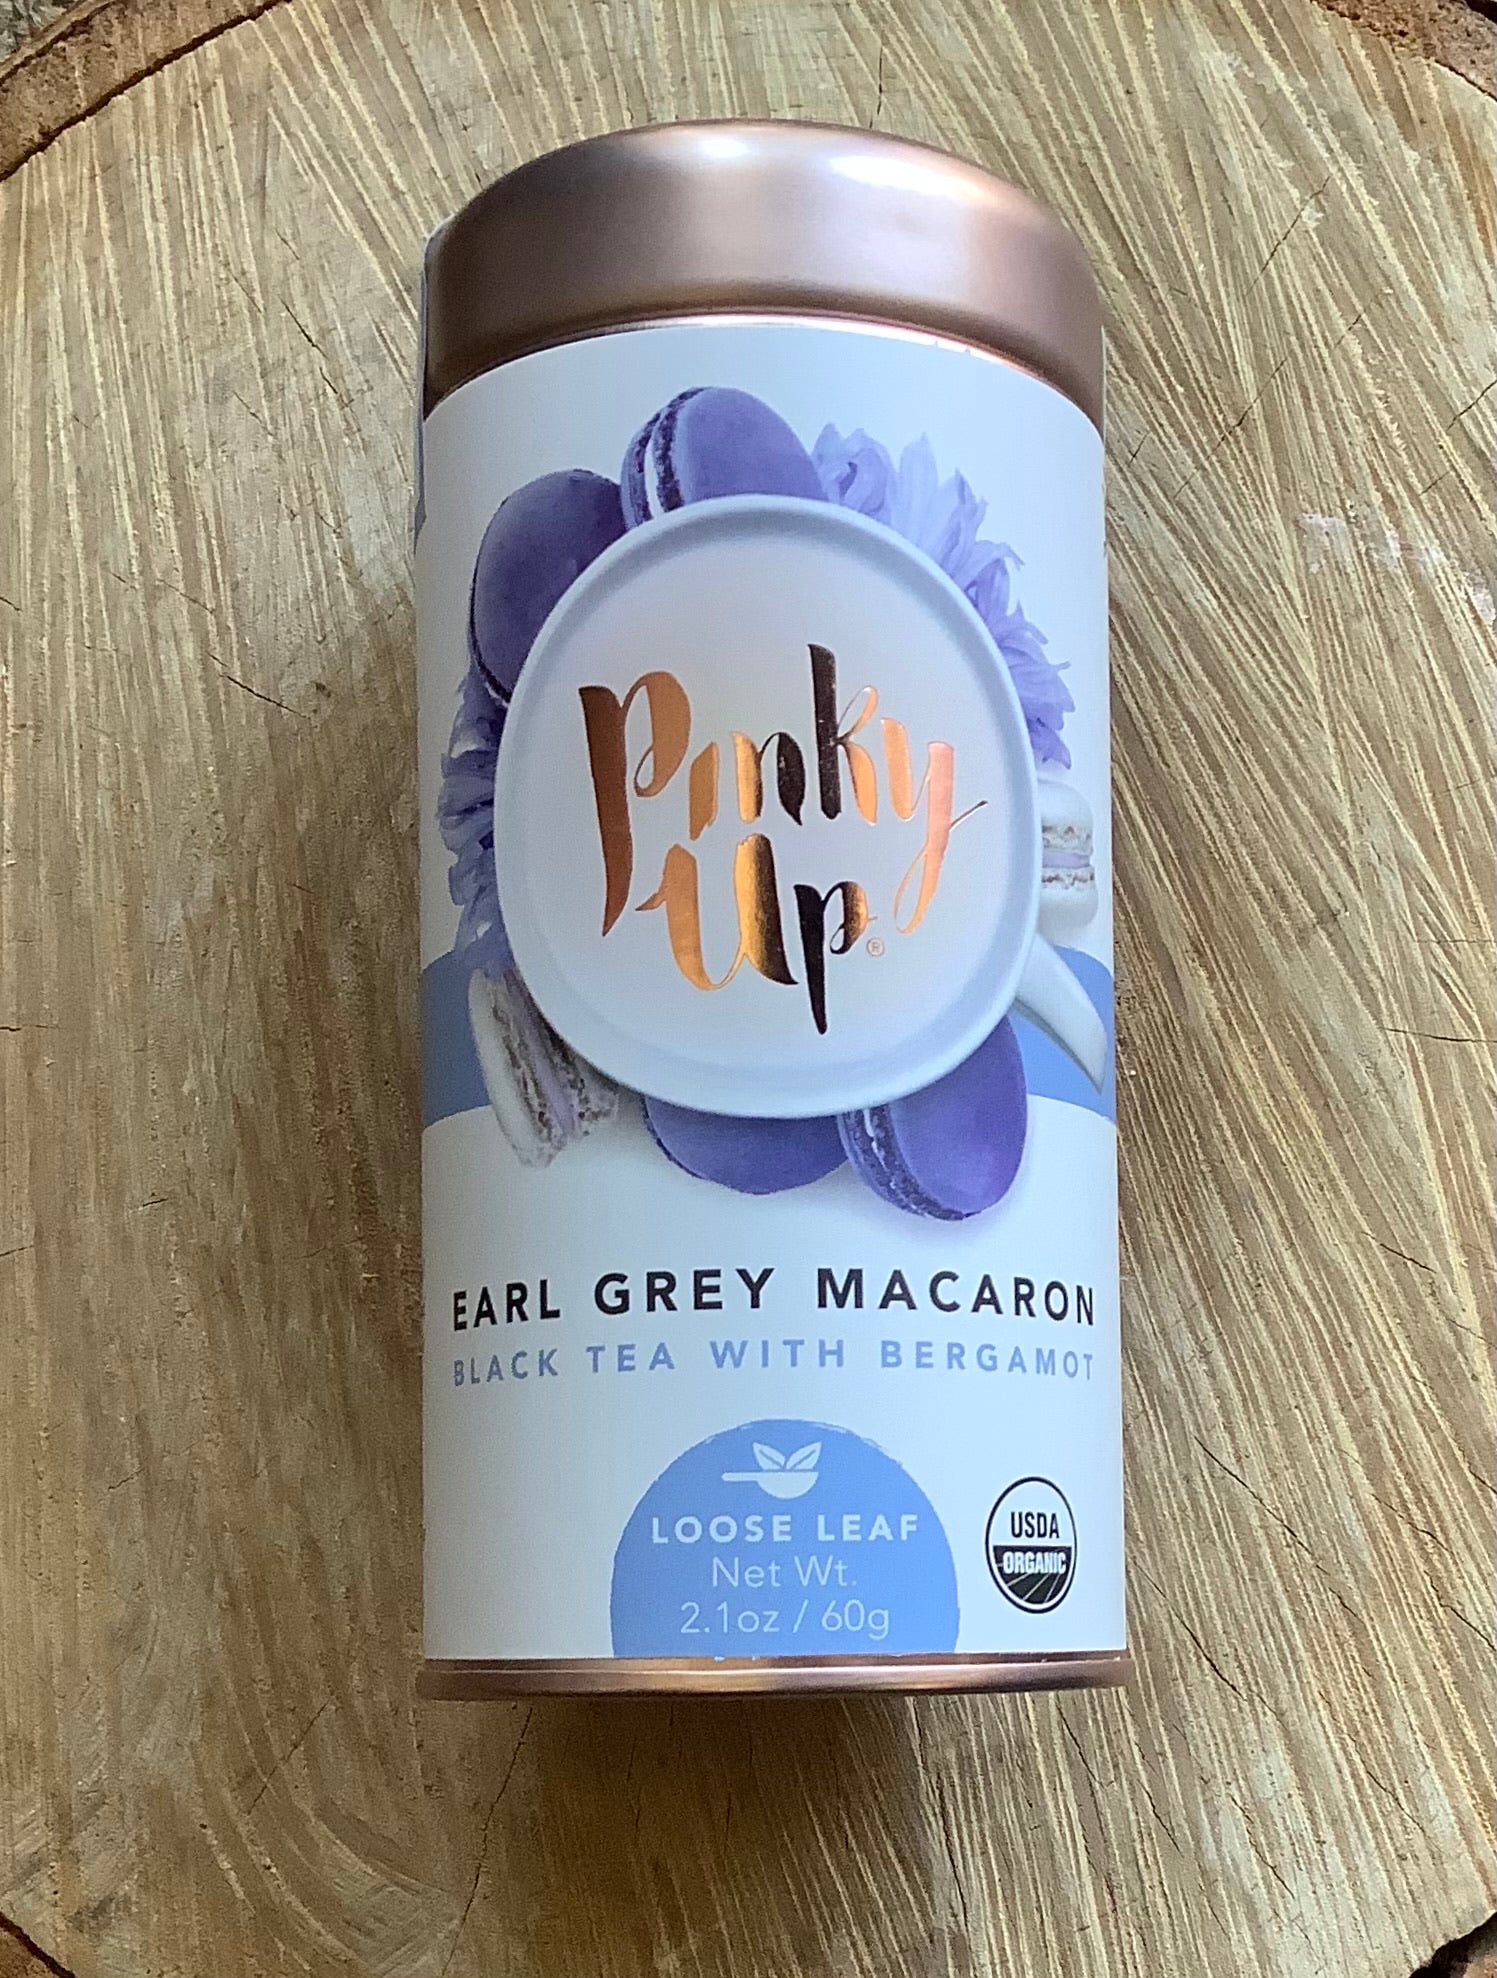 Pinky
Up®
EARL GREY MACARON
BLACK TEA WITH BERGAMOT
LOOSE LEAF
Net Wt.
2.1oz / 60g
USDA
ORGANIC